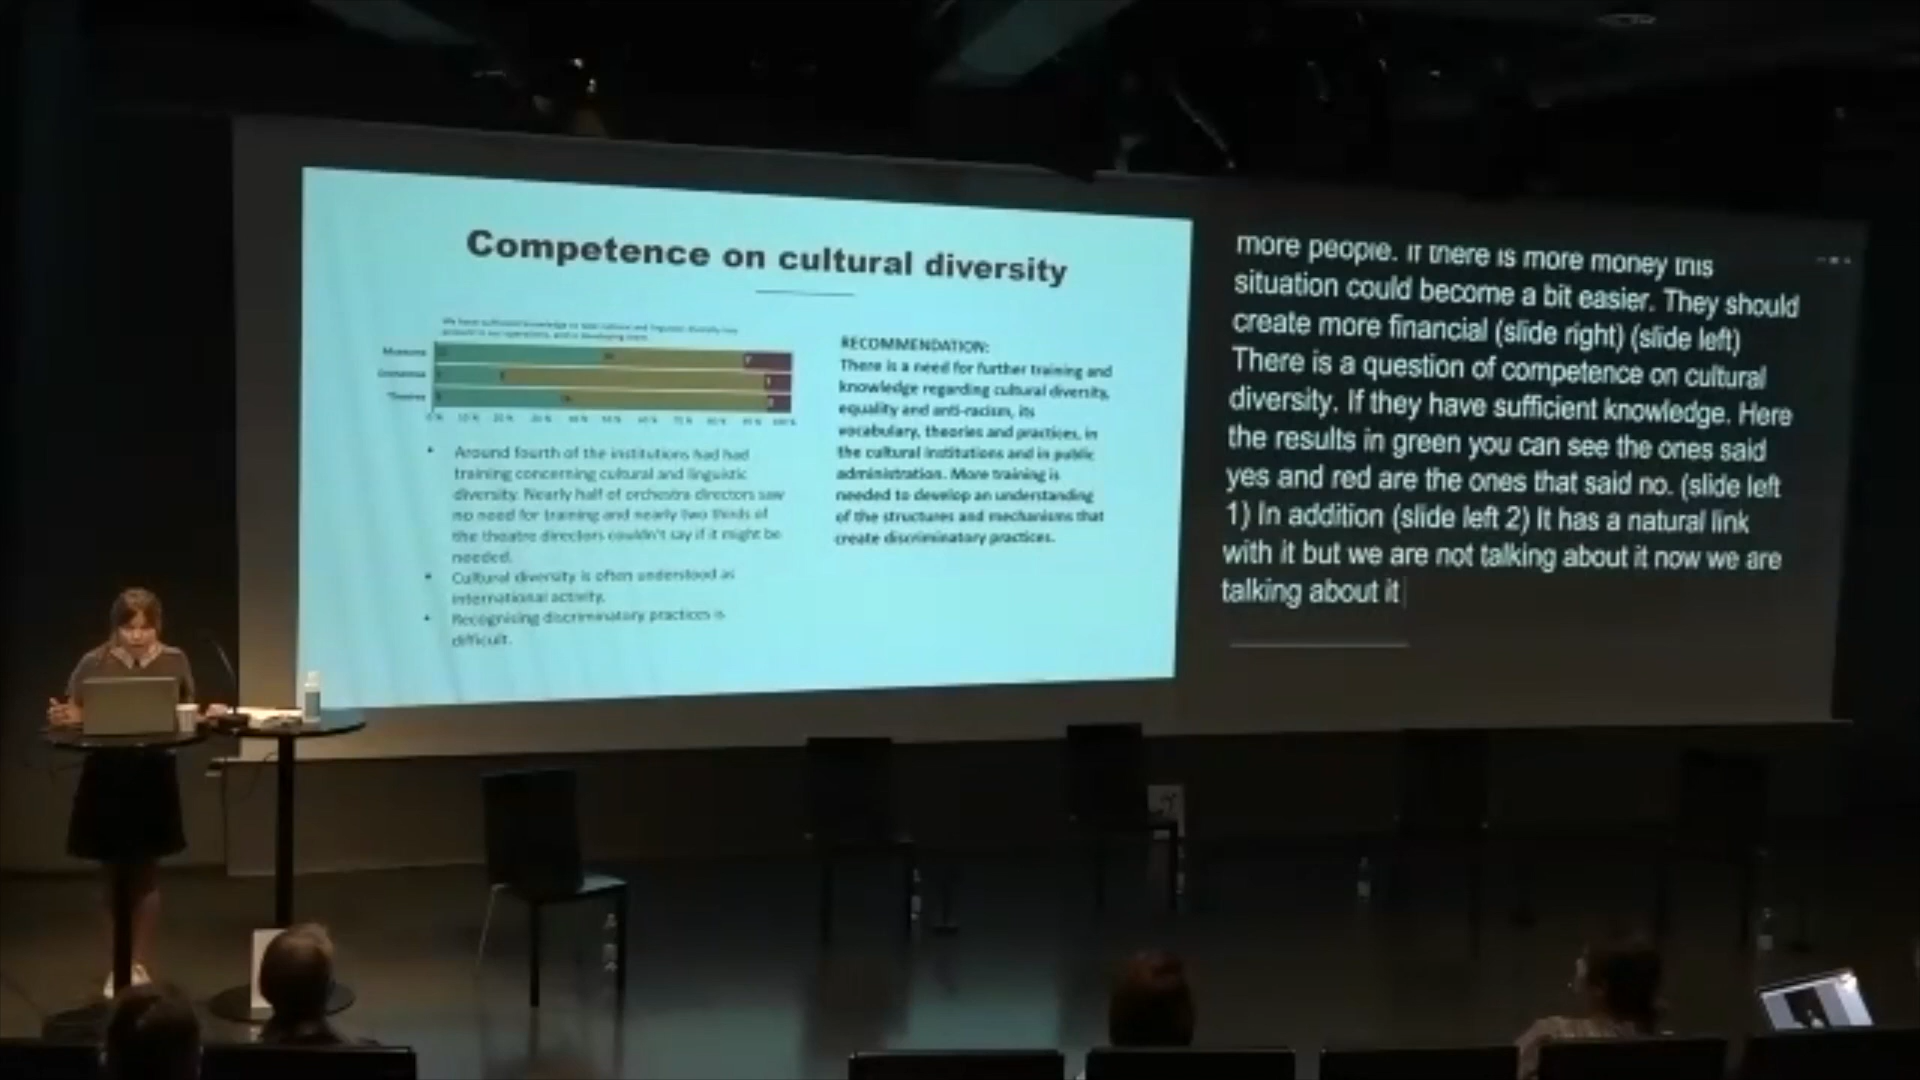 Competence on cultural diversity
Museums
Orchestras
Theatres
Around fourth of the institutions had had
training concerning cultural and linguistic
diversity. Nearly half of orchestra directors saw
no need for training and nearly two thirds of
the theatre directors couldn't say if it might be
needed.
Cultural diversity is often understood as
international activity.
Recognising discriminatory practices is
difficult.
RECOMMENDATION:
There is a need for further training and
knowledge regarding cultural diversity,
equality and anti-racism, its
vocabulary, theories and practices, in
the cultural institutions and in public
administration. More training is
needed to develop an understanding
of the structures and mechanisms that
create discriminatory practices.
more people. If there is more money this
situation could become a bit easier. They should
create more financial (slide right) (slide left)
There is a question of competence on cultural
diversity. If they have sufficient knowledge. Here
the results in green you can see the ones said
yes and red are the ones that said no. (slide left
1) In addition (slide left 2) It has a natural link
with it but we are not talking about it now we are
talking about it